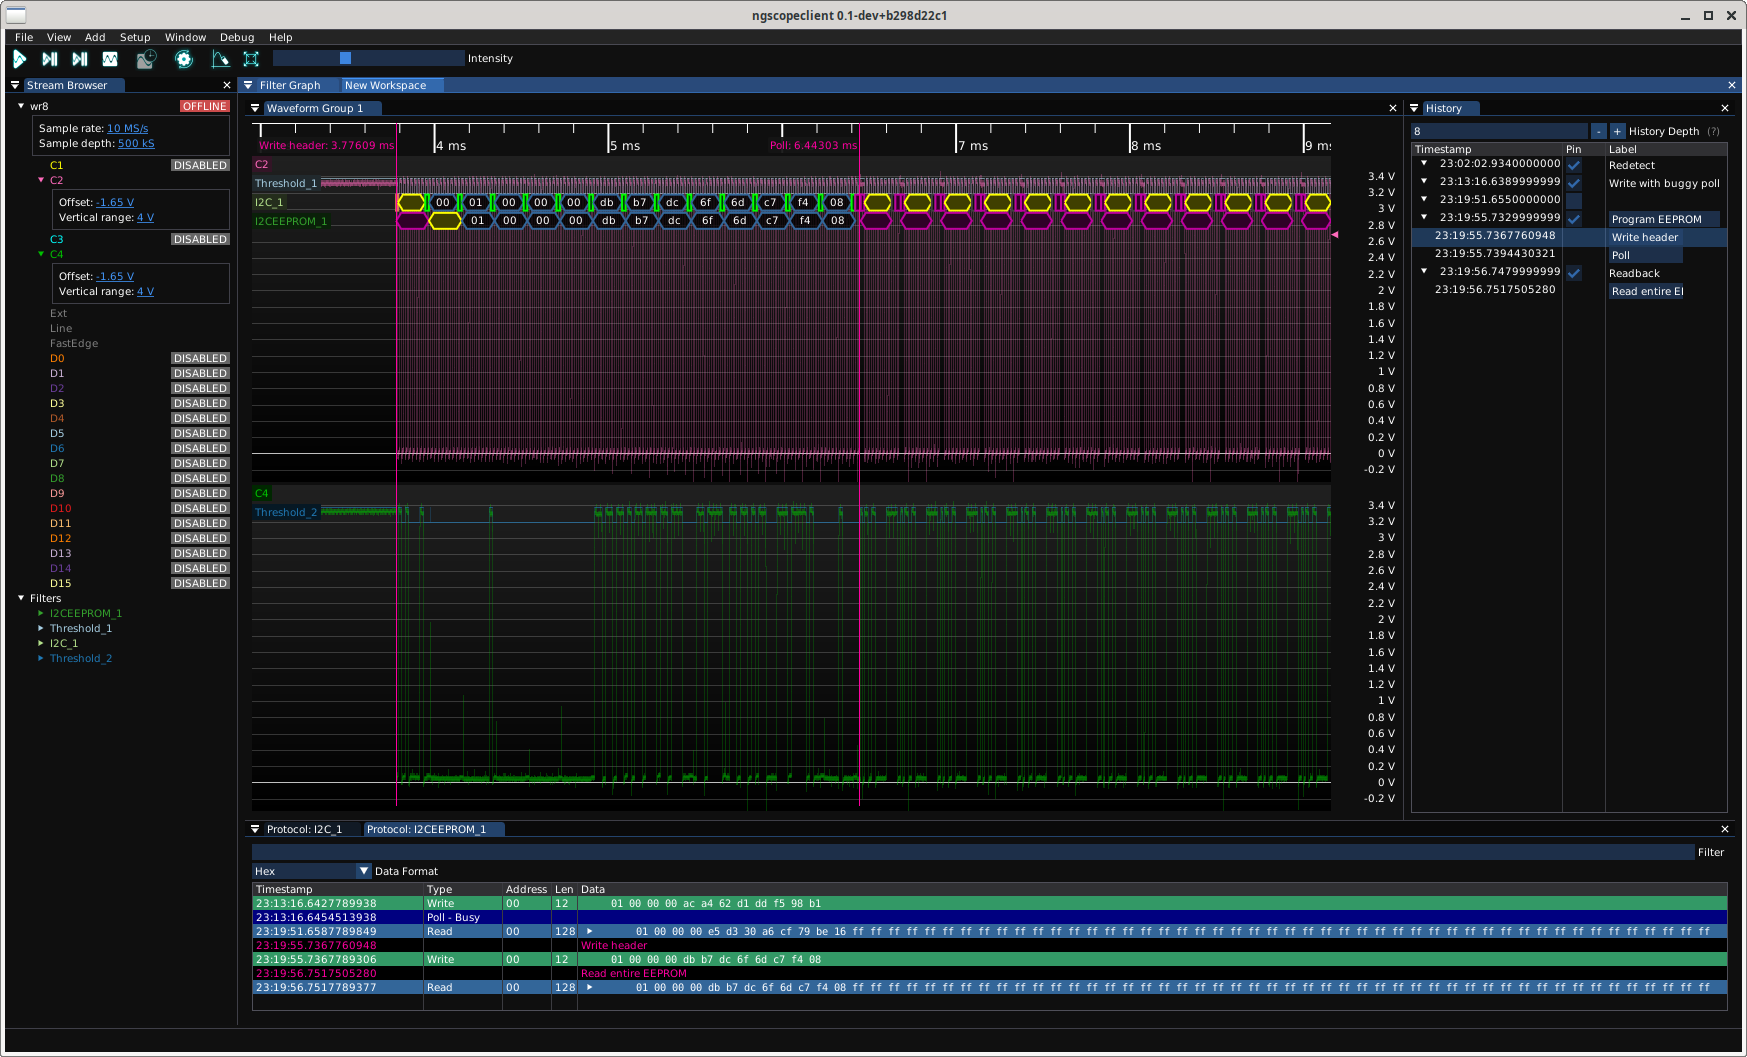 ngscopeclient 0.1-dev+b298d22c1
File View Add Setup Window Debug Help
Intensity
Stream Browser
wr8 OFFLINE
Sample rate: 10 MS/s
Sample depth: 500 kS
C1 DISABLED
C2
Offset: -1.65 V
Vertical range: 4 V
C3 DISABLED
C4
Offset: -1.65 V
Vertical range: 4 V
Ext
Line
FastEdge
D0 DISABLED
D1 DISABLED
D2 DISABLED
D3 DISABLED
D4 DISABLED
D5 DISABLED
D6 DISABLED
D7 DISABLED
D8 DISABLED
D9 DISABLED
D10 DISABLED
D11 DISABLED
D12 DISABLED
D13 DISABLED
D14 DISABLED
D15 DISABLED
Filters
I2CEEPROM_1
Threshold_1
I2C_1
Threshold_2
Filter Graph New Workspace
Waveform Group 1
Write header: 3.77609 ms 4 ms 5 ms Poll: 6.44303 ms 7 ms 8 ms 9 m
C2
Threshold_1
I2C_1 00 01 00 00 00 db b7 dc 6f 6d c7 f4 08
I2CEEPROM_1 01 00 00 00 db b7 dc 6f 6d c7 f4 08
3.4 V
3.2 V
3 V
2.8 V
2.6 V
2.4 V
2.2 V
2 V
1.8 V
1.6 V
1.4 V
1.2 V
1 V
0.8 V
0.6 V
0.4 V
0.2 V
0 V
-0.2 V
C4
Threshold_2
3.4 V
3.2 V
3 V
2.8 V
2.6 V
2.4 V
2.2 V
2 V
1.8 V
1.6 V
1.4 V
1.2 V
1 V
0.8 V
0.6 V
0.4 V
0.2 V
0 V
-0.2 V
History
8 - + History Depth (?)
Timestamp Pin Label
23:02:02.9340000000 Redetect
23:13:16.6389999999 Write with buggy poll
23:19:51.6550000000
23:19:55.7329999999 Program EEPROM
23:19:55.7367760948 Write header
23:19:55.7394430321 Poll
23:19:56.7479999999 Readback
23:19:56.7517505280 Read entire EI
Protocol: I2C_1 Protocol: I2CEEPROM_1
Filter
Hex Data Format
Timestamp Type Address Len Data
23:13:16.6427789938 Write 00 12 01 00 00 00 ac a4 62 d1 dd f5 98 b1
23:13:16.6454513938 Poll - Busy
23:19:51.6587789849 Read 00 128 01 00 00 00 e5 d3 30 a6 cf 79 be 16 ff ff ff ff ff ff ff ff ff ff ff ff ff ff ff ff ff ff ff ff ff ff ff ff ff ff ff ff ff ff ff ff ff ff ff ff ff ff ff ff ff ff ff ff
23:19:55.7367760948 Write header
23:19:55.7367789306 Write 00 12 01 00 00 00 db b7 dc 6f 6d c7 f4 08
23:19:56.7517505280 Read entire EEPROM
23:19:56.7517789377 Read 00 128 01 00 00 00 db b7 dc 6f 6d c7 f4 08 ff ff ff ff ff ff ff ff ff ff ff ff ff ff ff ff ff ff ff ff ff ff ff ff ff ff ff ff ff ff ff ff ff ff ff ff ff ff ff ff ff ff ff ff